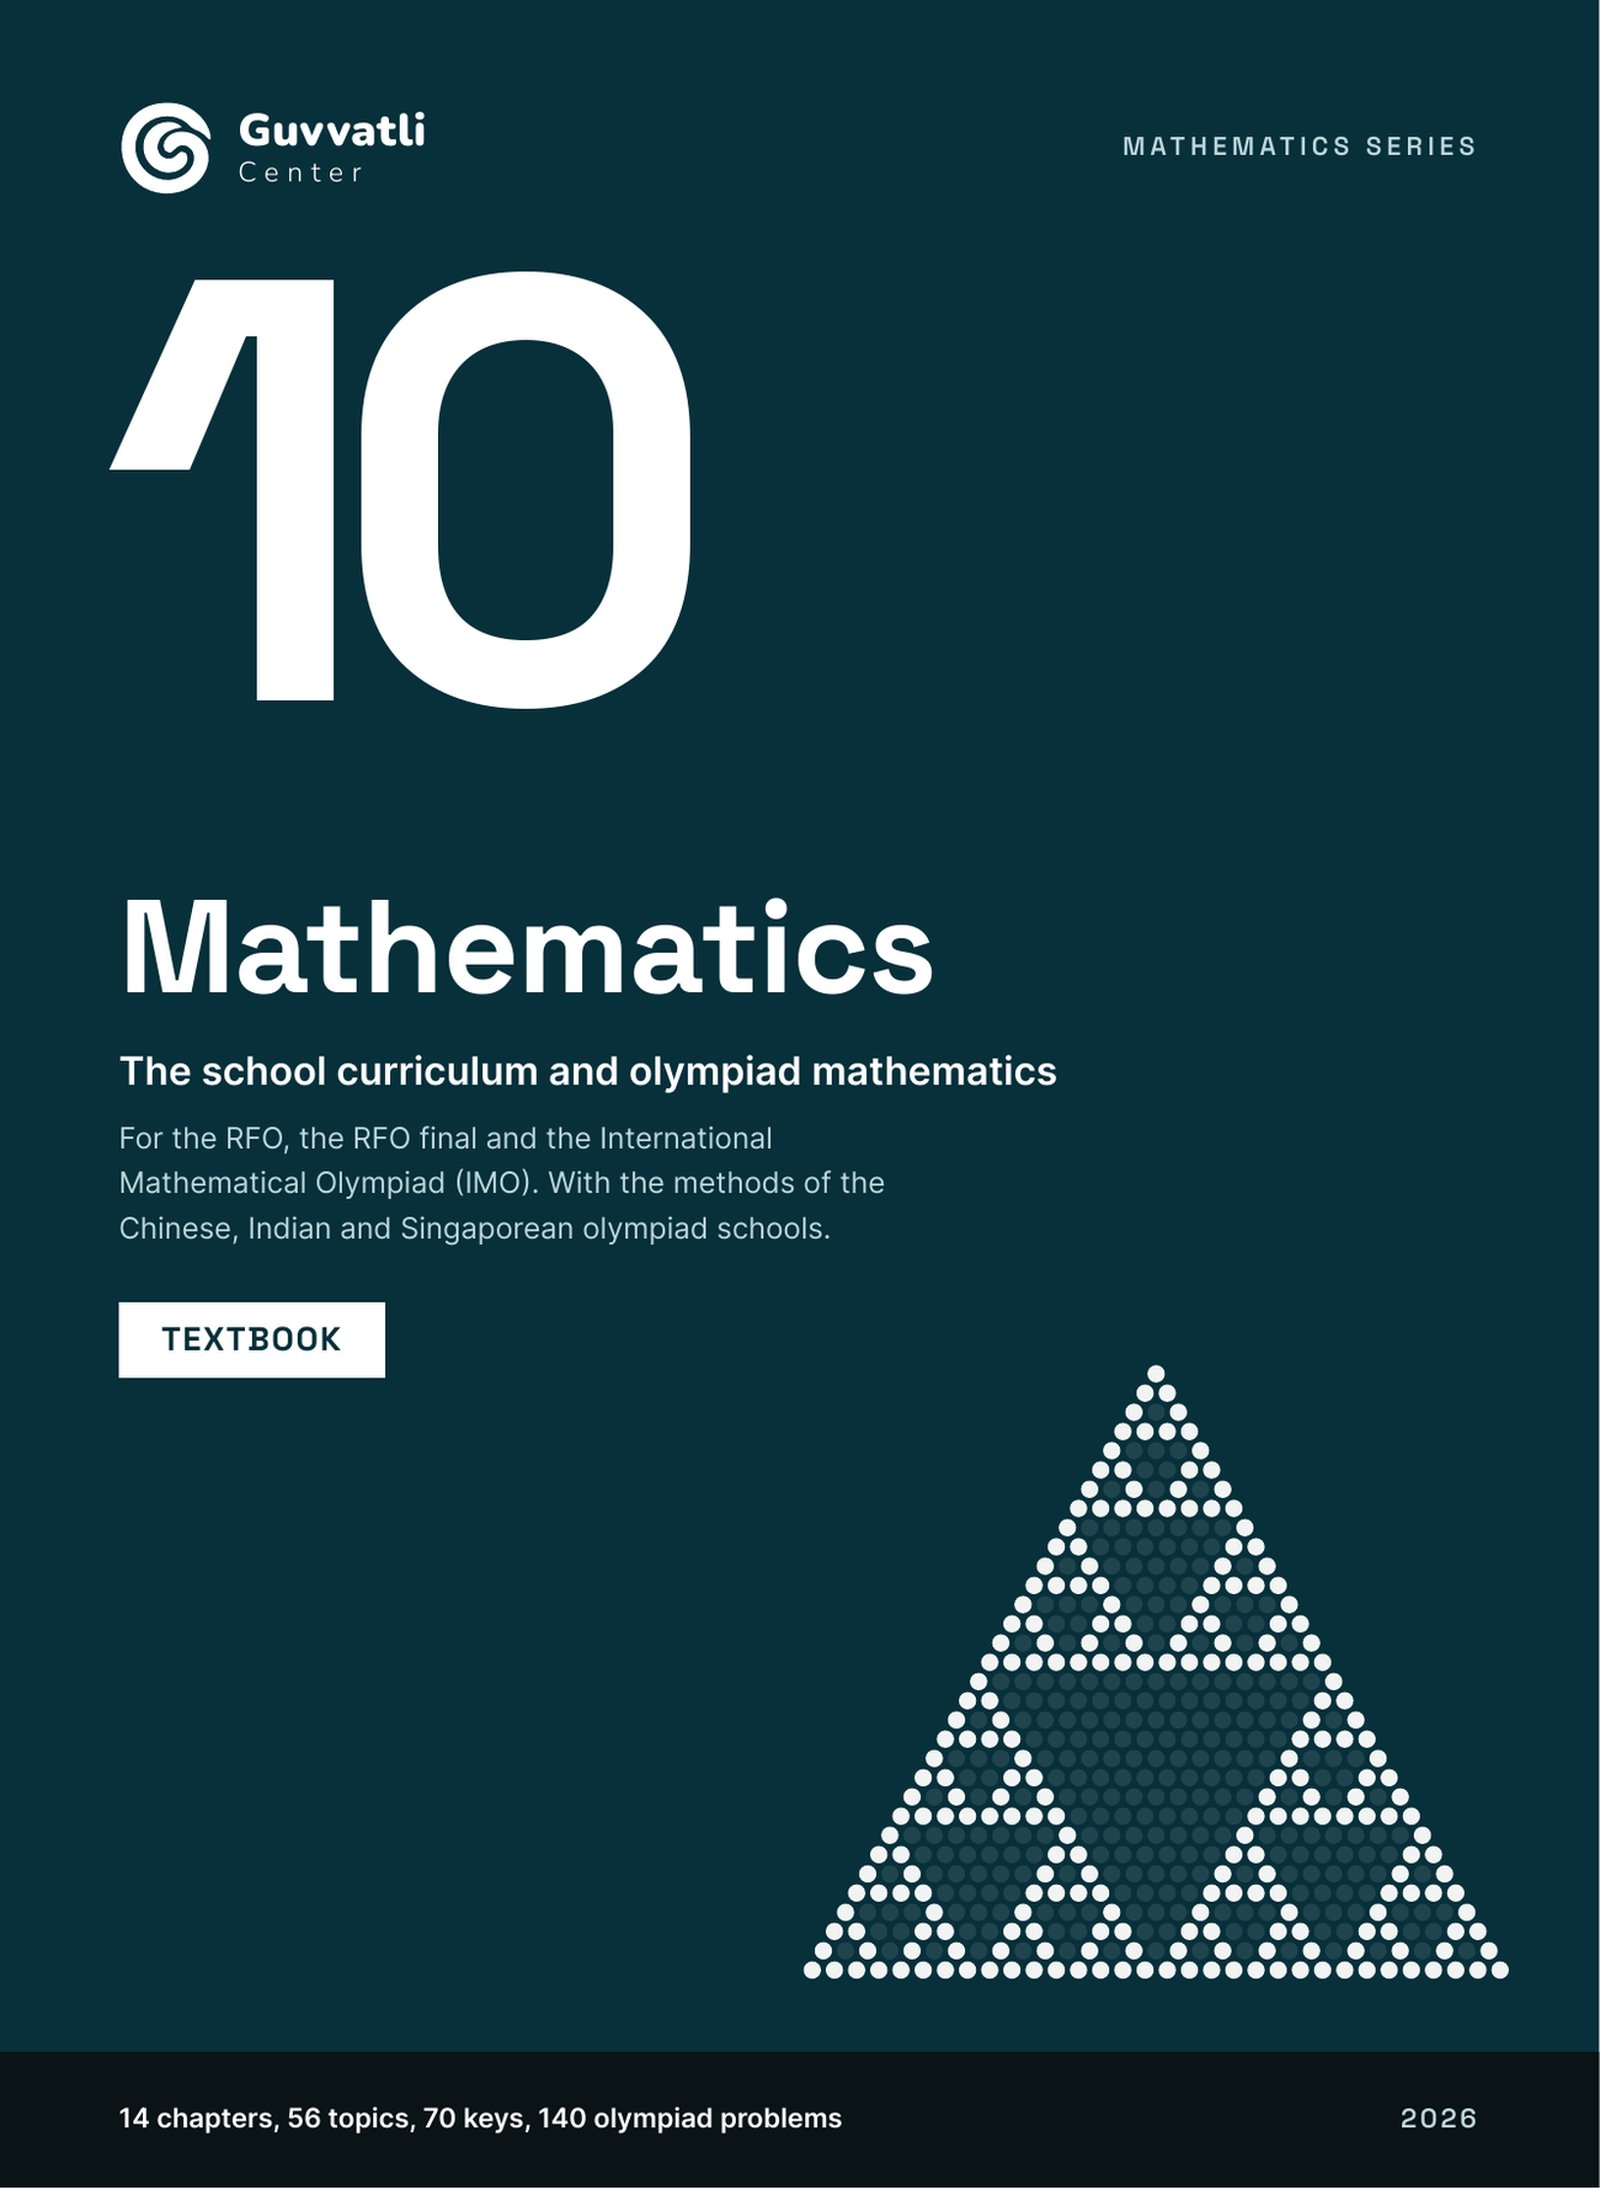 Guvvatli
Center
MATHEMATICS SERIES
10
Mathematics
The school curriculum and olympiad mathematics
For the RFO, the RFO final and the International
Mathematical Olympiad (IMO). With the methods of the
Chinese, Indian and Singaporean olympiad schools.
TEXTBOOK
14 chapters, 56 topics, 70 keys, 140 olympiad problems
2026